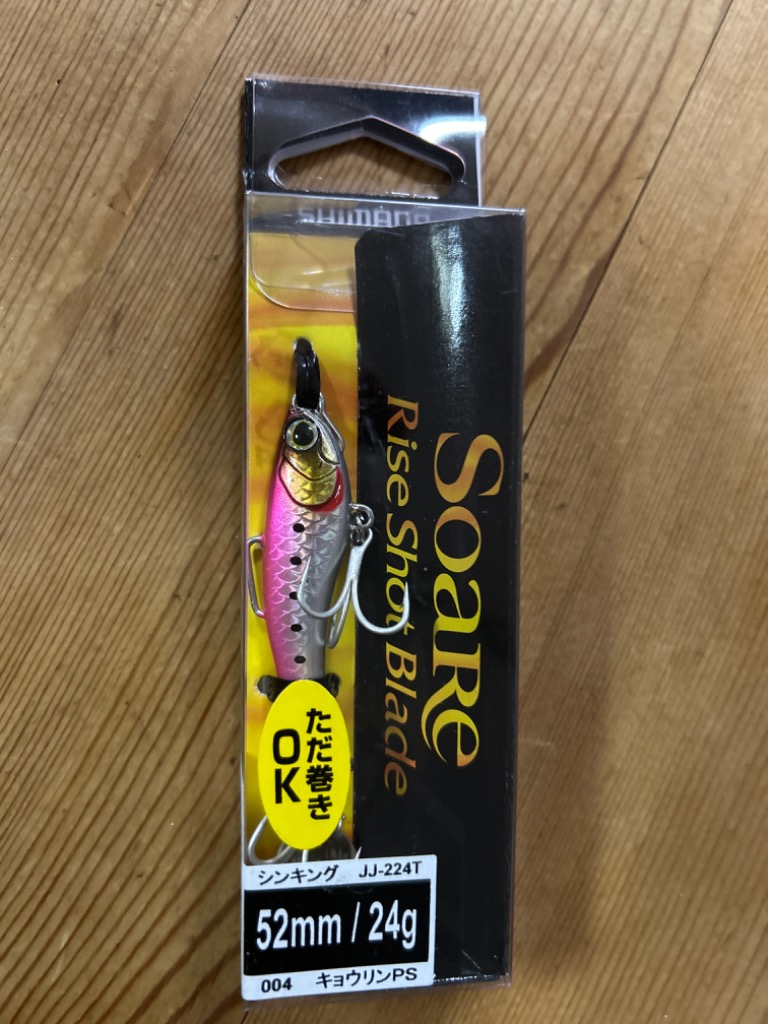 SHIMANO
Soare
Rise Shot Blade
ただ巻き
OK
シンキング JJ-224T
52mm / 24g
004 キョウリンPS